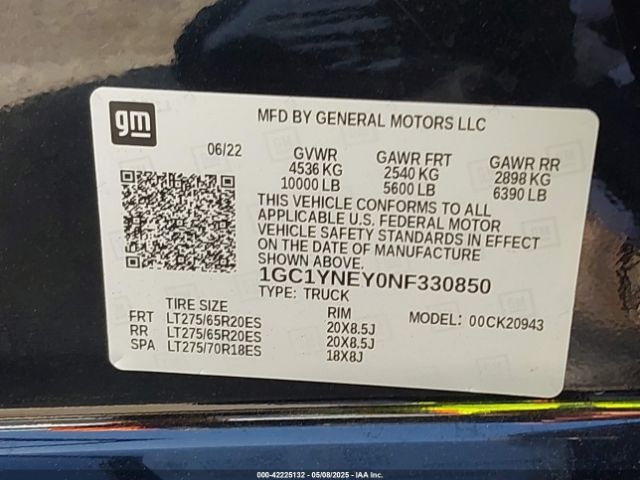 gm
MFD BY GENERAL MOTORS LLC
06/22
GVWR GAWR FRT GAWR RR
4536 KG 2540 KG 2898 KG
10000 LB 5600 LB 6390 LB
THIS VEHICLE CONFORMS TO ALL
APPLICABLE U.S. FEDERAL MOTOR
VEHICLE SAFETY STANDARDS IN EFFECT
ON THE DATE OF MANUFACTURE
SHOWN ABOVE.
1GC1YNEY0NF330850
TYPE: TRUCK
TIRE SIZE RIM MODEL: 00CK20943
FRT LT275/65R20ES 20X8.5J
RR LT275/65R20ES 20X8.5J
SPA LT275/70R18ES 18X8J
000-42225132 - 05/08/2025 - IAAI, Inc.